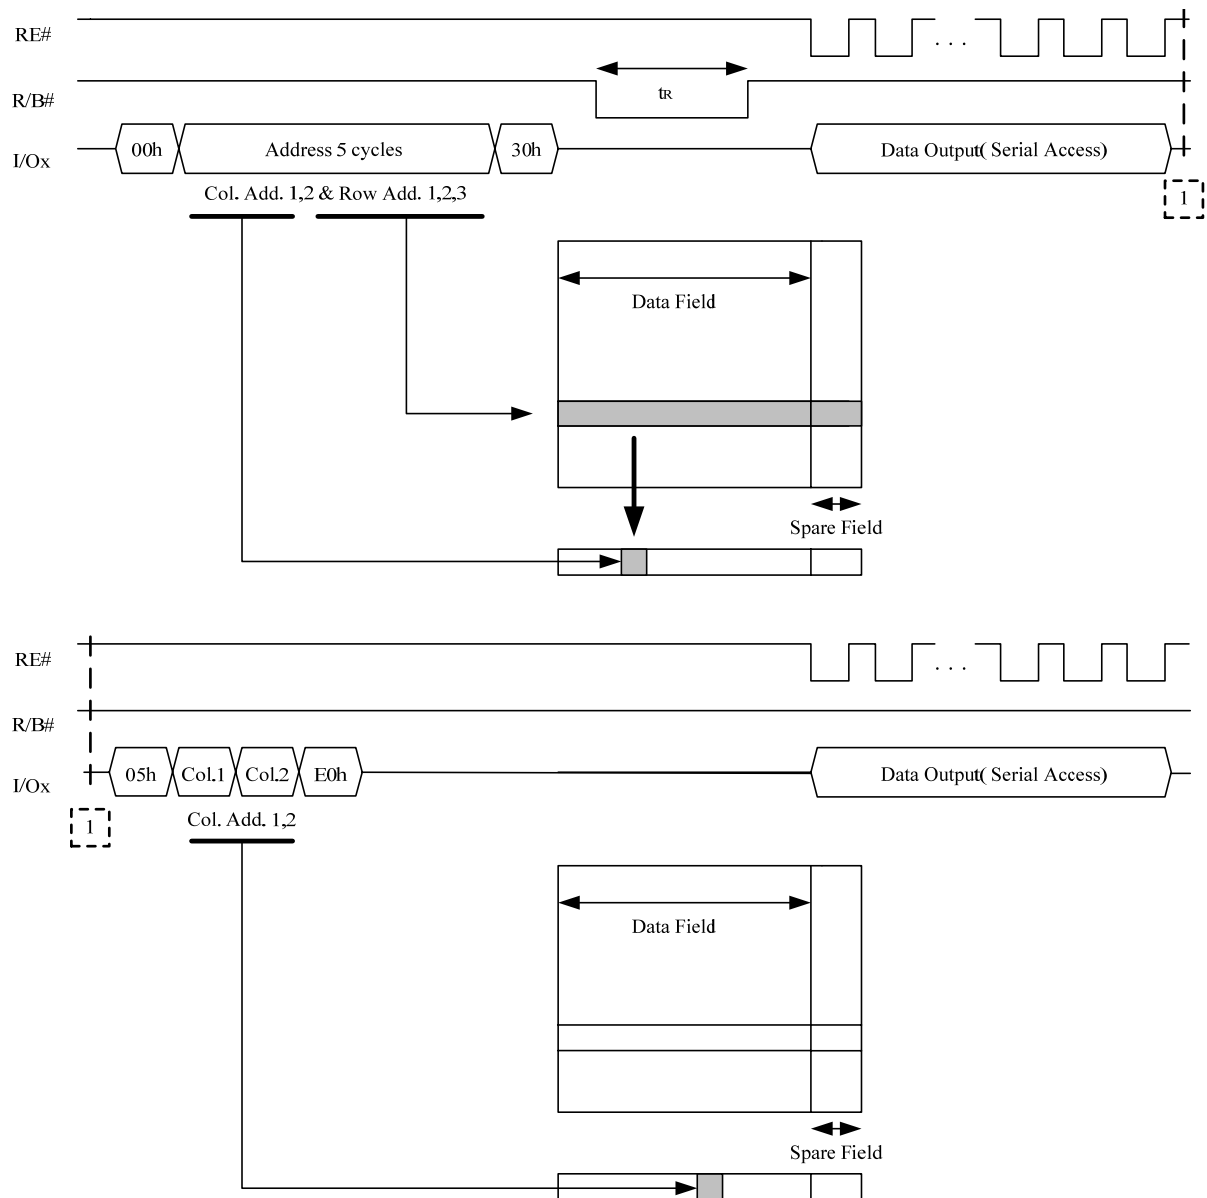 RE#
. . .
R/B#
tR
I/Ox
00h
Address 5 cycles
30h
Data Output( Serial Access)
Col. Add. 1,2 & Row Add. 1,2,3
1
Data Field
Spare Field
RE#
. . .
R/B#
I/Ox
05h
Col.1
Col.2
E0h
Data Output( Serial Access)
1
Col. Add. 1,2
Data Field
Spare Field